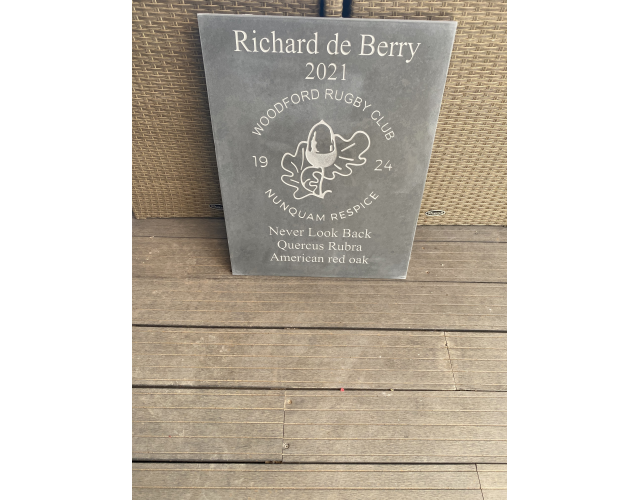 Richard de Berry
2021
WOODFORD RUGBY CLUB
19 24
NUNQUAM RESPICE
Never Look Back
Quercus Rubra
American red oak